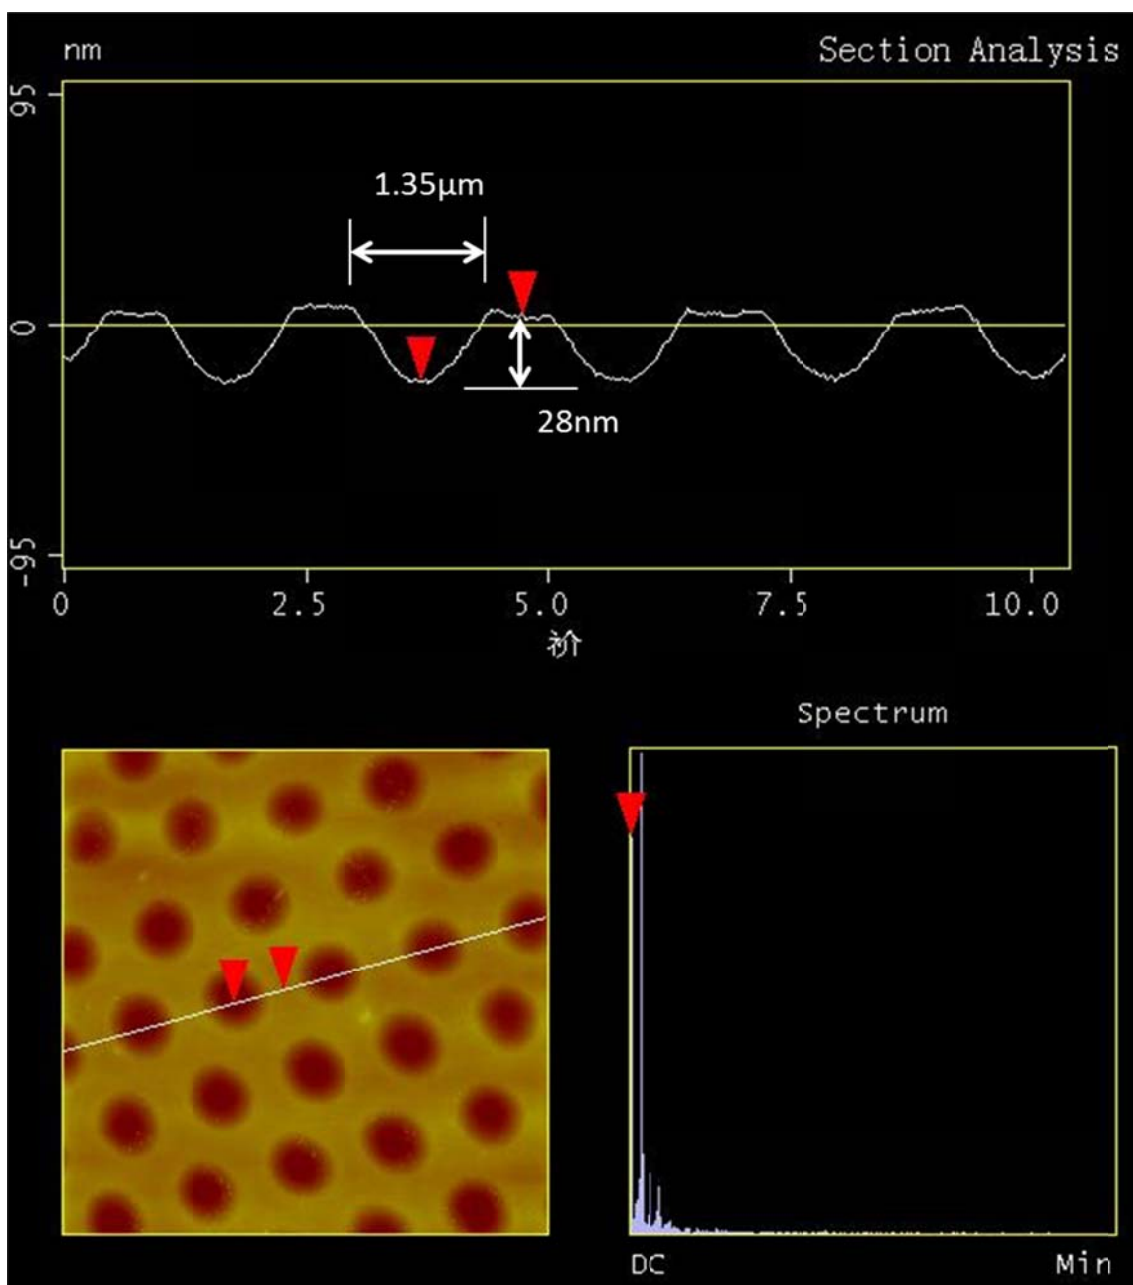 nm
Section Analysis
95
1.35μm
0
28nm
-95
0 2.5 5.0 7.5 10.0
祄
Spectrum
DC Min